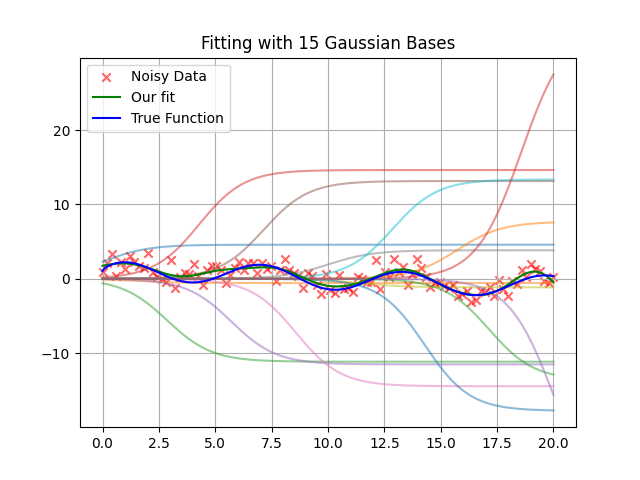 Fitting with 15 Gaussian Bases
Noisy Data
Our fit
True Function
20
10
0
−10
0.0 2.5 5.0 7.5 10.0 12.5 15.0 17.5 20.0